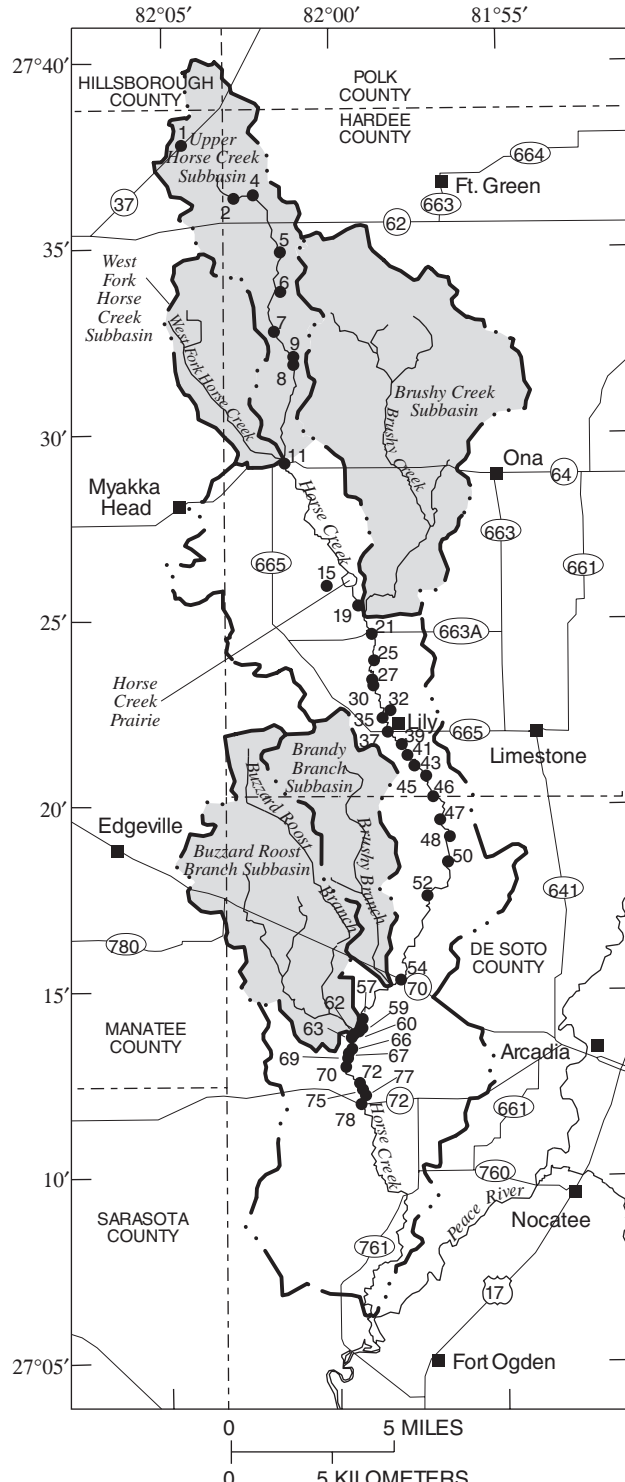 82°05′ 82°00′ 81°55′
27°40′
HILLSBOROUGH
COUNTY
POLK
COUNTY
HARDEE
COUNTY
1
Upper
Horse Creek
Subbasin
664
Ft. Green
663
37
2
4
62
35′
5
West
Fork
Horse
Creek
Subbasin
6
7
9
8
West Fork Horse Creek
Brushy Creek
Subbasin
Brushy Creek
30′
11
Ona
64
Myakka
Head
Horse Creek
663
661
665
15
19
25′
21
663A
25
27
Horse
Creek
Prairie
30
32
35
Lily
37
39
665
Limestone
41
43
Brandy
Branch
Subbasin
Buzzard Roost
Branch
45
46
20′
47
Edgeville
Brushy Branch
48
Buzzard Roost
Branch Subbasin
50
641
52
780
DE SOTO
COUNTY
54
57
70
15′
62
59
63
60
MANATEE
COUNTY
66
Arcadia
69
67
70
72
77
75
72
78
661
Horse Creek
10′
760
Peace River
Nocatee
SARASOTA
COUNTY
761
17
27°05′
Fort Ogden
0 5 MILES
0 5 KILOMETERS